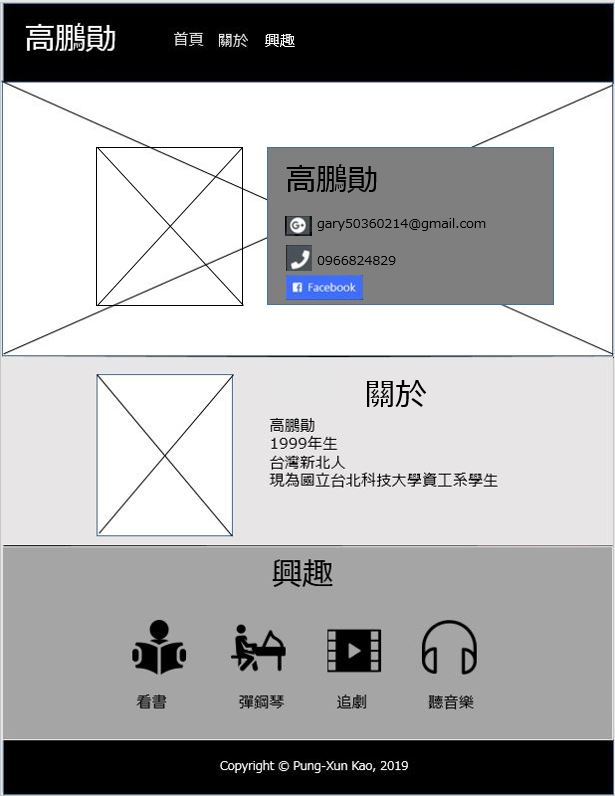 高鵬勛
首頁 關於 興趣
高鵬勛
G+ gary50360214@gmail.com
0966824829
f Facebook
關於
高鵬勛
1999年生
台灣新北人
現為國立台北科技大學資工系學生
興趣
看書 彈鋼琴 追劇 聽音樂
Copyright © Pung-Xun Kao, 2019